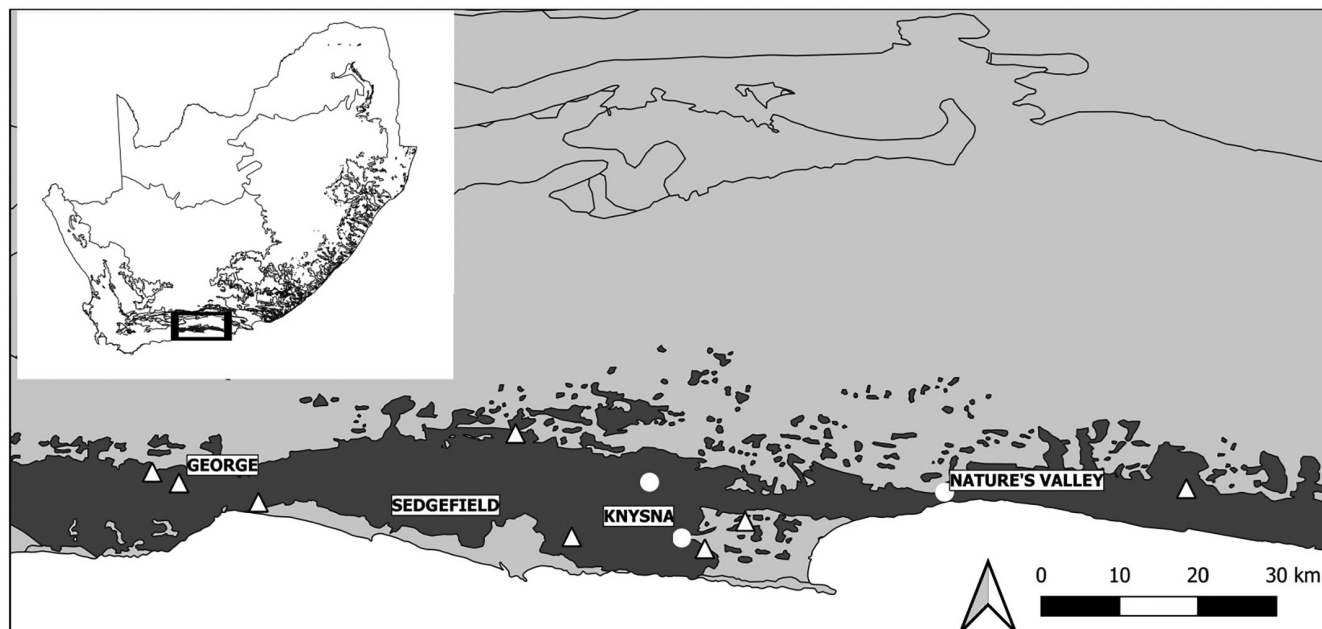 GEORGE
SEDGEFIELD
KNYSNA
NATURE'S VALLEY
0 10 20 30 km